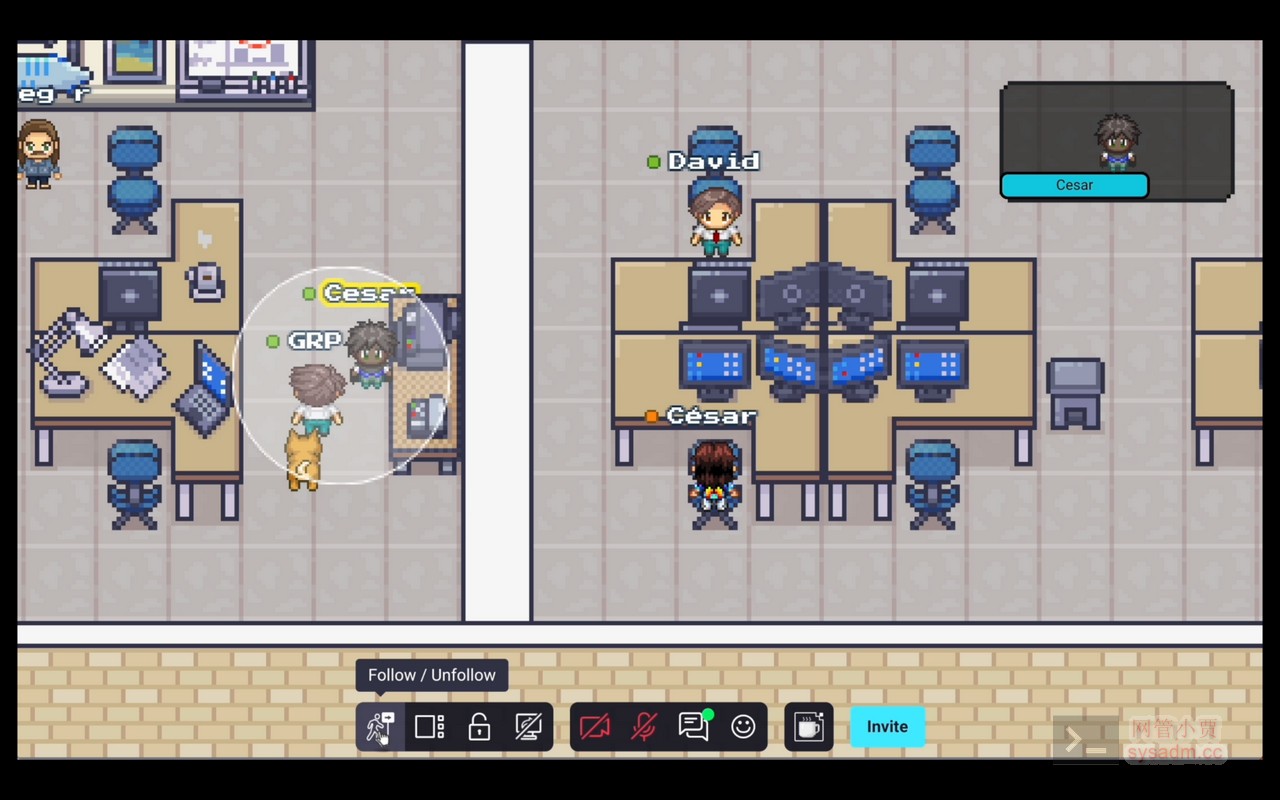 David
Cesar
Cesar
GRP
César
Follow / Unfollow
Invite
网管小贾
sysadm.cc